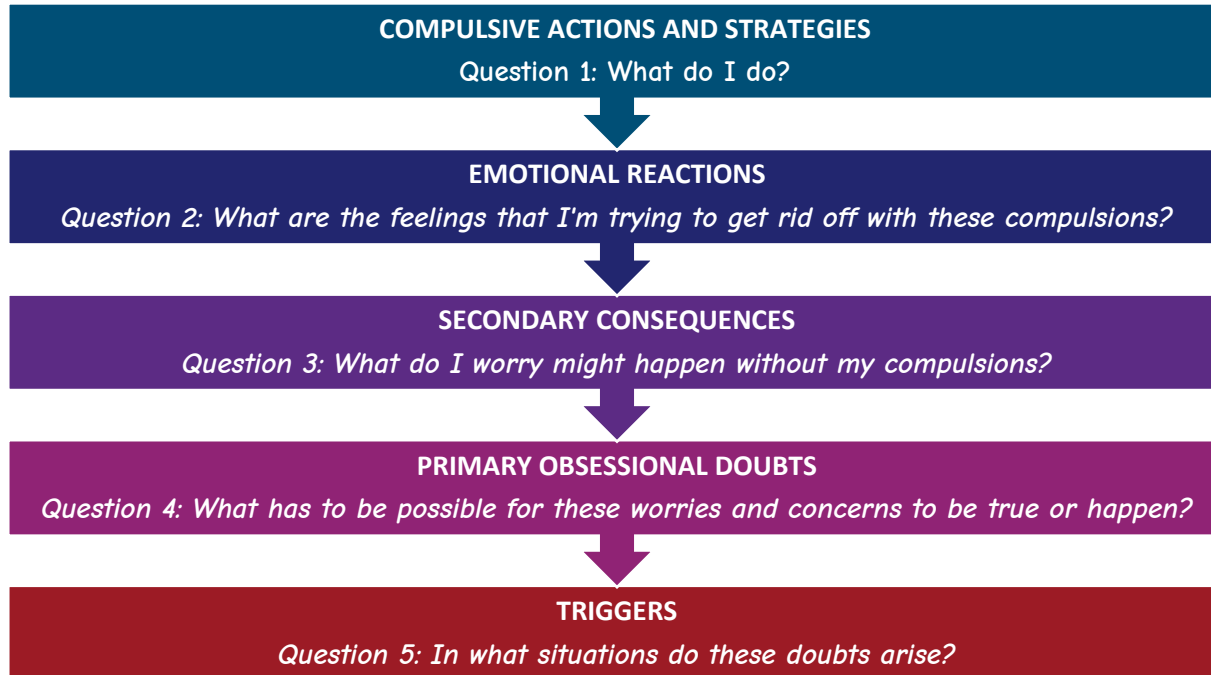 COMPULSIVE ACTIONS AND STRATEGIES
Question 1: What do I do?
EMOTIONAL REACTIONS
Question 2: What are the feelings that I'm trying to get rid off with these compulsions?
SECONDARY CONSEQUENCES
Question 3: What do I worry might happen without my compulsions?
PRIMARY OBSESSIONAL DOUBTS
Question 4: What has to be possible for these worries and concerns to be true or happen?
TRIGGERS
Question 5: In what situations do these doubts arise?